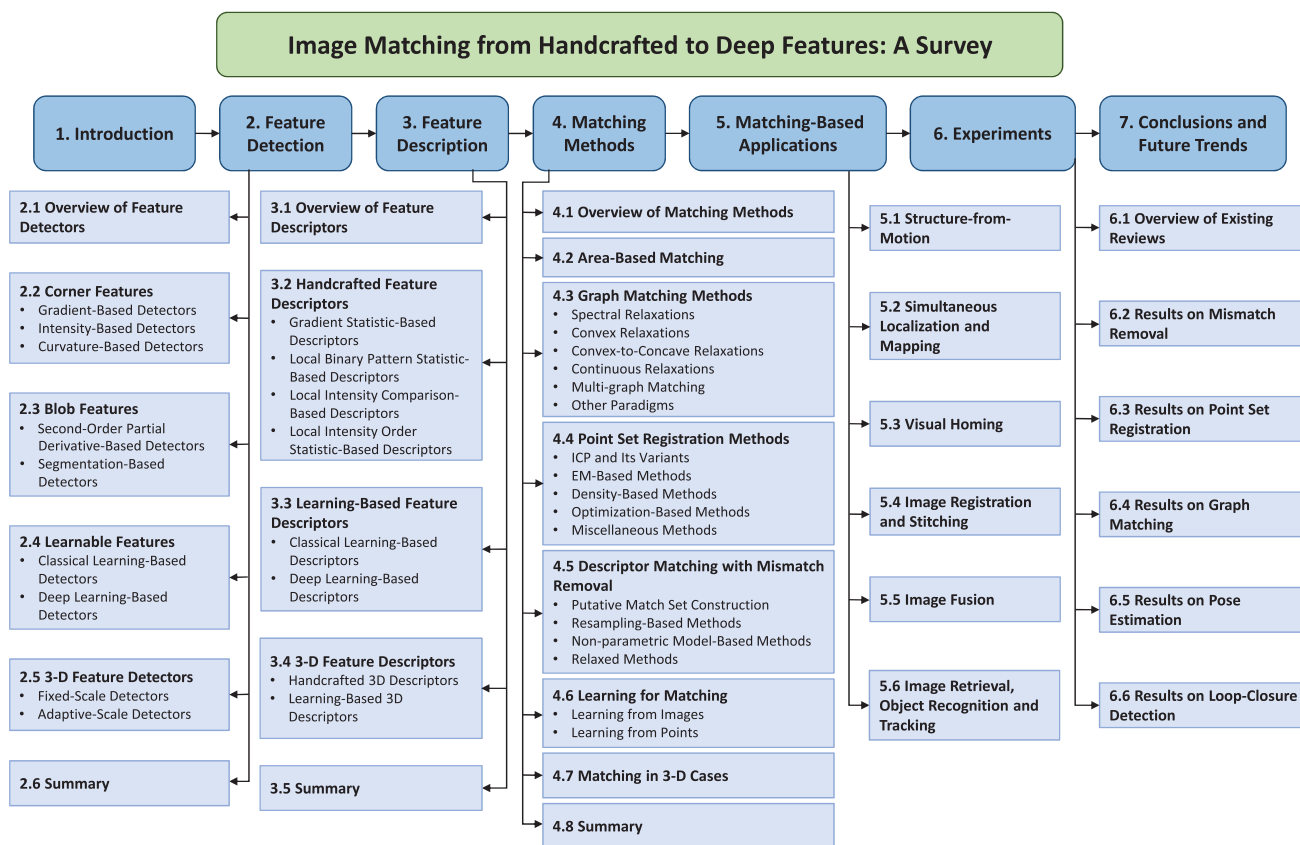 Image Matching from Handcrafted to Deep Features: A Survey
1. Introduction
2. Feature
Detection
3. Feature
Description
4. Matching
Methods
5. Matching-Based
Applications
6. Experiments
7. Conclusions and
Future Trends
2.1 Overview of Feature
Detectors
2.2 Corner Features
• Gradient-Based Detectors
• Intensity-Based Detectors
• Curvature-Based Detectors
2.3 Blob Features
• Second-Order Partial
Derivative-Based Detectors
• Segmentation-Based
Detectors
2.4 Learnable Features
• Classical Learning-Based
Detectors
• Deep Learning-Based
Detectors
2.5 3-D Feature Detectors
• Fixed-Scale Detectors
• Adaptive-Scale Detectors
2.6 Summary
3.1 Overview of Feature
Descriptors
3.2 Handcrafted Feature
Descriptors
• Gradient Statistic-Based
Descriptors
• Local Binary Pattern Statistic-
Based Descriptors
• Local Intensity Comparison-
Based Descriptors
• Local Intensity Order
Statistic-Based Descriptors
3.3 Learning-Based Feature
Descriptors
• Classical Learning-Based
Descriptors
• Deep Learning-Based
Descriptors
3.4 3-D Feature Descriptors
• Handcrafted 3D Descriptors
• Learning-Based 3D
Descriptors
3.5 Summary
4.1 Overview of Matching Methods
4.2 Area-Based Matching
4.3 Graph Matching Methods
• Spectral Relaxations
• Convex Relaxations
• Convex-to-Concave Relaxations
• Continuous Relaxations
• Multi-graph Matching
• Other Paradigms
4.4 Point Set Registration Methods
• ICP and Its Variants
• EM-Based Methods
• Density-Based Methods
• Optimization-Based Methods
• Miscellaneous Methods
4.5 Descriptor Matching with Mismatch
Removal
• Putative Match Set Construction
• Resampling-Based Methods
• Non-parametric Model-Based Methods
• Relaxed Methods
4.6 Learning for Matching
• Learning from Images
• Learning from Points
4.7 Matching in 3-D Cases
4.8 Summary
5.1 Structure-from-
Motion
5.2 Simultaneous
Localization and
Mapping
5.3 Visual Homing
5.4 Image Registration
and Stitching
5.5 Image Fusion
5.6 Image Retrieval,
Object Recognition and
Tracking
6.1 Overview of Existing
Reviews
6.2 Results on Mismatch
Removal
6.3 Results on Point Set
Registration
6.4 Results on Graph
Matching
6.5 Results on Pose
Estimation
6.6 Results on Loop-Closure
Detection